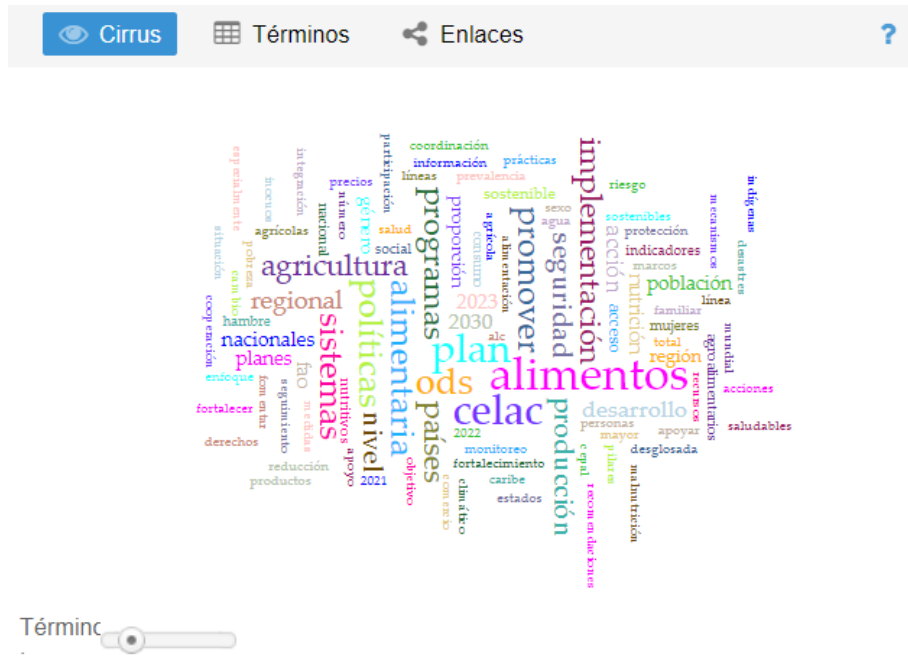 Cirrus
Términos
Enlaces
?
especialmente
integración
participación
coordinación
información
prácticas
líneas
prevalencia
precios
inocuos
número
nacional
género
sostenible
riesgo
indígenas
mecanismos
implementación
programas
proporción
agrícola
promover
sexo
agua
sostenibles
protección
situación
pobreza
agrícolas
salud
social
consumo
alimentación
seguridad
acción
indicadores
marcos
desastres
agricultura
nutrición
población
cooperación
cambio
regional
políticas
alimentaria
2023
acceso
línea
familiar
hambre
sistemas
2030
mujeres
nacionales
alc
total
mundial
planes
plan
región
agroalimentarios
enfoque
fomentar
fao
nutritivos
ods
alimentos
recursos
acciones
fortalecer
seguimiento
medidas
nivel
países
celac
producción
desarrollo
personas
mayor
apoyar
saludables
derechos
apoyo
2022
monitoreo
cepal
pilares
desglosada
reducción
objetivo
fortalecimiento
malnutrición
productos
2021
comercio
climático
caribe
estados
recomendaciones
Términ